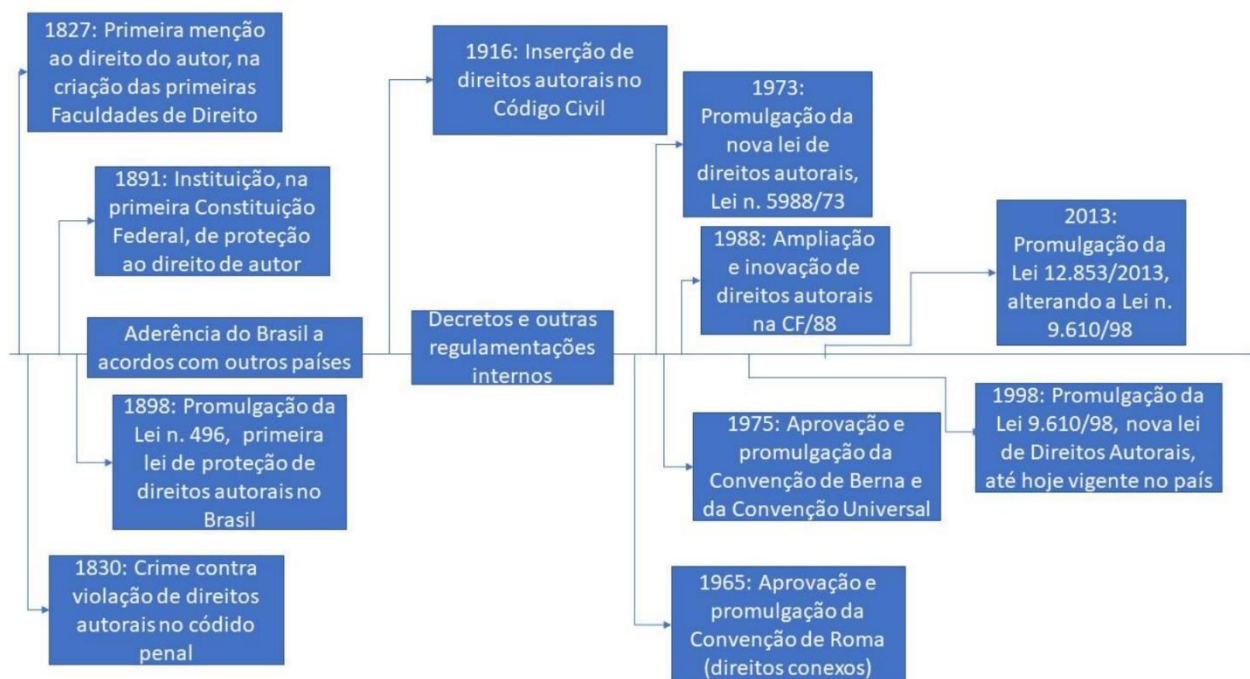 1827: Primeira menção
ao direito do autor, na
criação das primeiras
Faculdades de Direito
1916: Inserção de
direitos autorais no
Código Civil
1973:
Promulgação da
nova lei de
direitos autorais,
Lei n. 5988/73
1891: Instituição, na
primeira Constituição
Federal, de proteção
ao direito de autor
1988: Ampliação
e inovação de
direitos autorais
na CF/88
2013:
Promulgação da
Lei 12.853/2013,
alterando a Lei n.
9.610/98
Aderência do Brasil a
acordos com outros países
Decretos e outras
regulamentações
internos
1898: Promulgação da
Lei n. 496, primeira
lei de proteção de
direitos autorais no
Brasil
1975: Aprovação e
promulgação da
Convenção de Berna e
da Convenção Universal
1998: Promulgação da
Lei 9.610/98, nova lei
de Direitos Autorais,
até hoje vigente no país
1830: Crime contra
violação de direitos
autorais no códido
penal
1965: Aprovação e
promulgação da
Convenção de Roma
(direitos conexos)